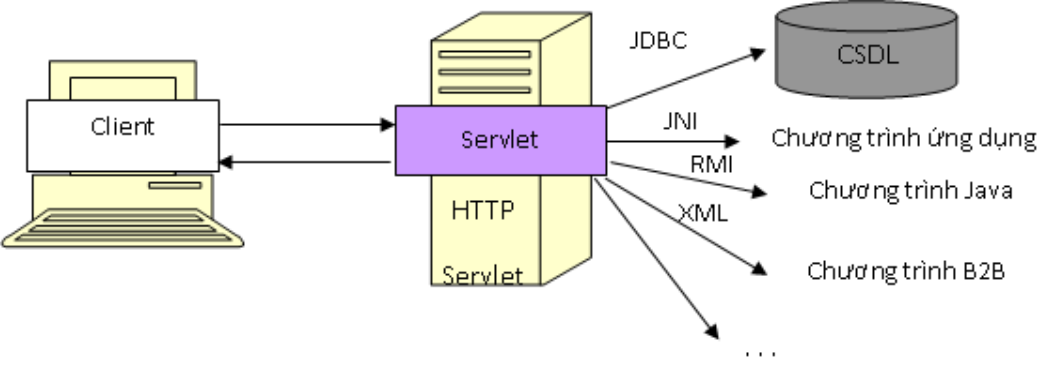 JDBC
CSDL
Client
Servlet
JNI
Chương trình ứng dụng
RMI
Chương trình Java
HTTP
XML
Servlet
Chương trình B2B
...